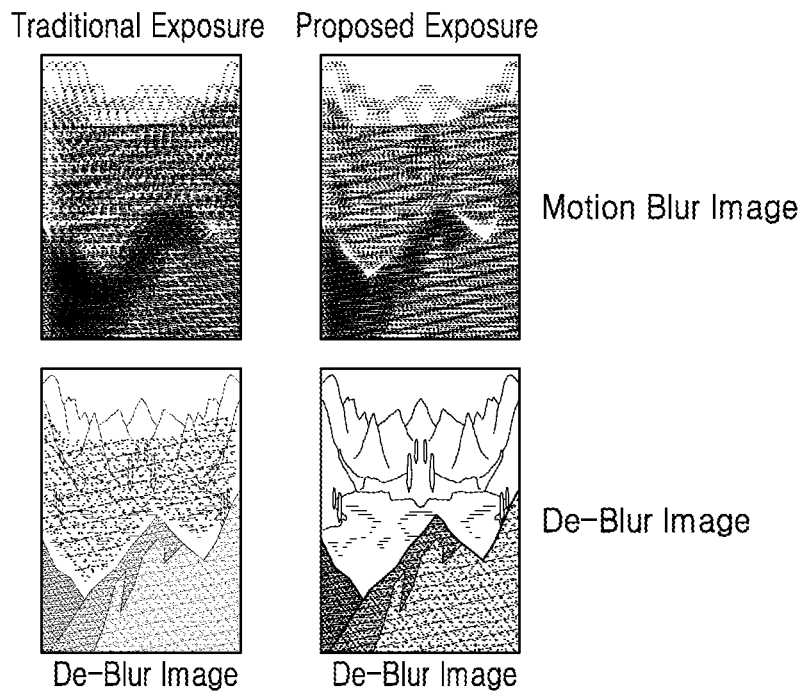 Traditional Exposure
Proposed Exposure
Motion Blur Image
De-Blur Image
De-Blur Image
De-Blur Image